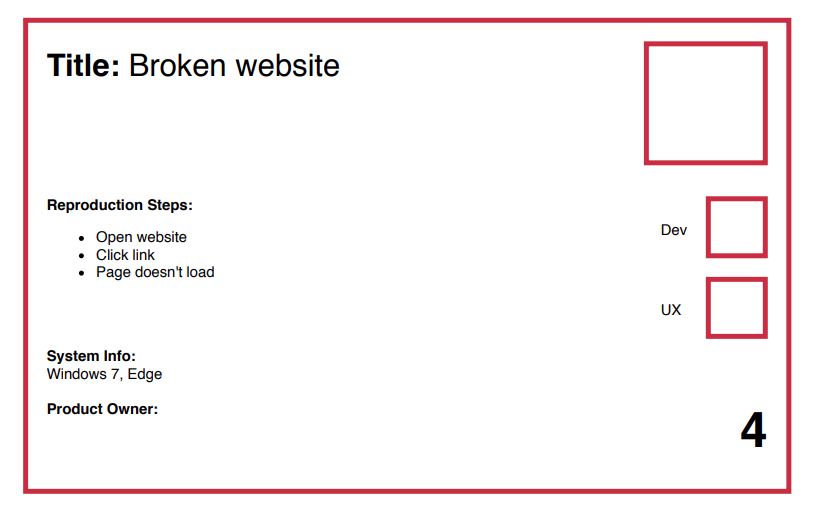 Title: Broken website
Reproduction Steps:
• Open website
• Click link
• Page doesn't load
Dev
UX
System Info:
Windows 7, Edge
Product Owner:
4